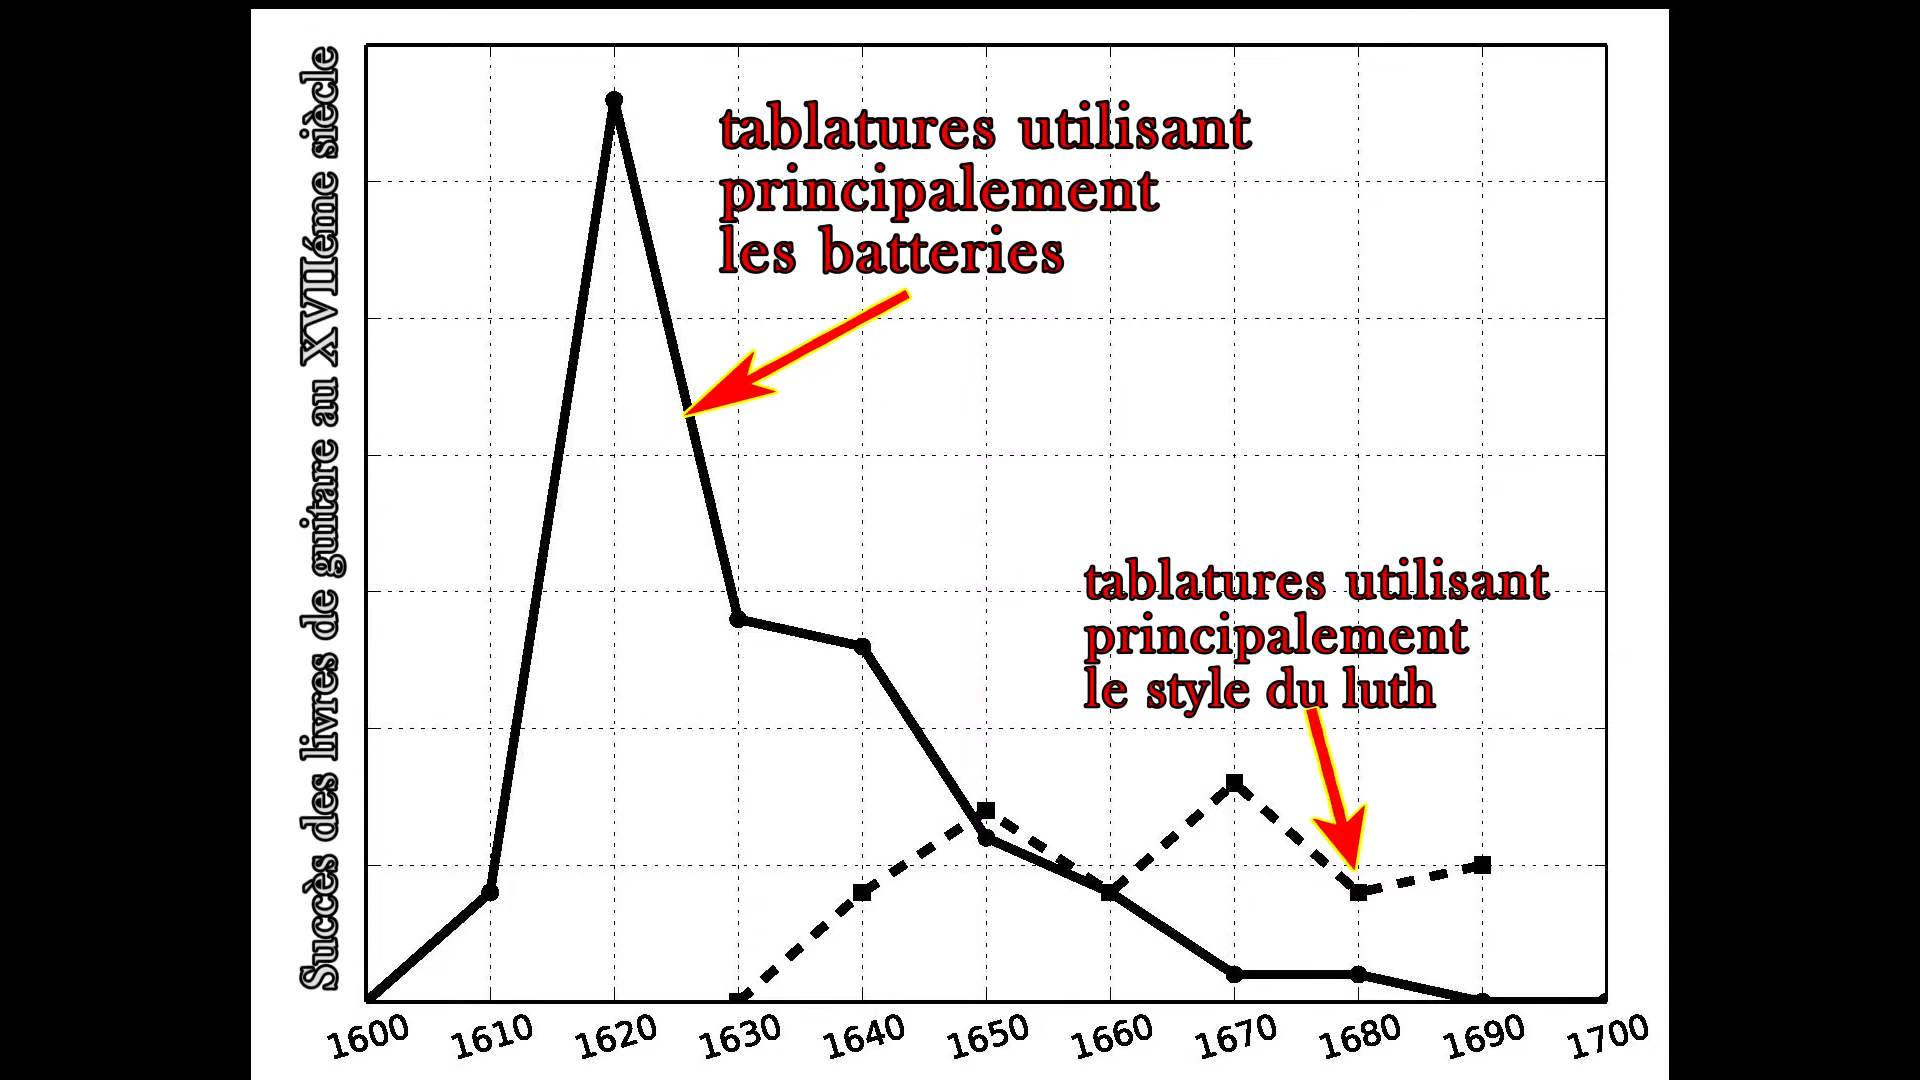 Succès des livres de guitare au XVIIéme siècle
tablatures utilisant
principalement
les batteries
tablatures utilisant
principalement
le style du luth
1600 1610 1620 1630 1640 1650 1660 1670 1680 1690 1700